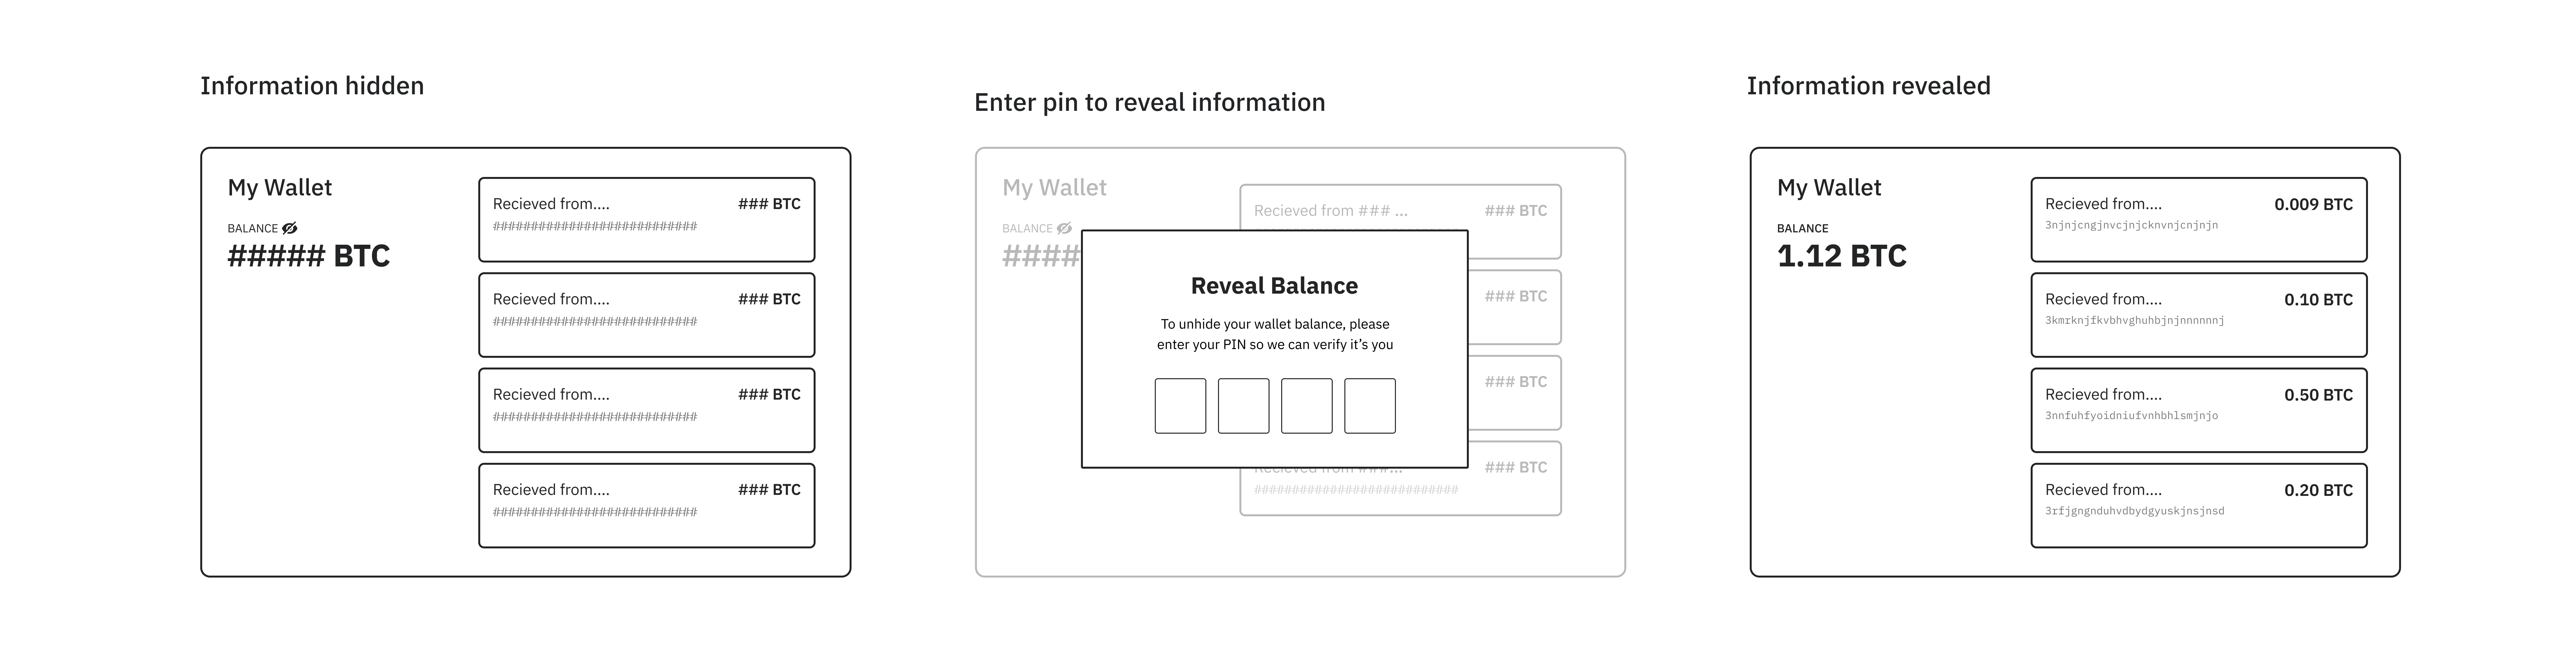 Information hidden
My Wallet
BALANCE
##### BTC
Recieved from.... ### BTC
###########################
Recieved from.... ### BTC
###########################
Recieved from.... ### BTC
###########################
Recieved from.... ### BTC
###########################
Enter pin to reveal information
My Wallet
BALANCE
####
Recieved from ### ... ### BTC
### BTC
### BTC
Recieved from ###... ### BTC
###########################
Reveal Balance
To unhide your wallet balance, please
enter your PIN so we can verify it’s you
Information revealed
My Wallet
BALANCE
1.12 BTC
Recieved from.... 0.009 BTC
3njnjcngjnvcjnjcknvnjcnjnjn
Recieved from.... 0.10 BTC
3kmrknjfkvbhvghuhbjnjnnnnnnj
Recieved from.... 0.50 BTC
3nnfuhfyoidniufvnhbhlsmjnjo
Recieved from.... 0.20 BTC
3rfjgngnduhvdbydgyuskjnsjnsd